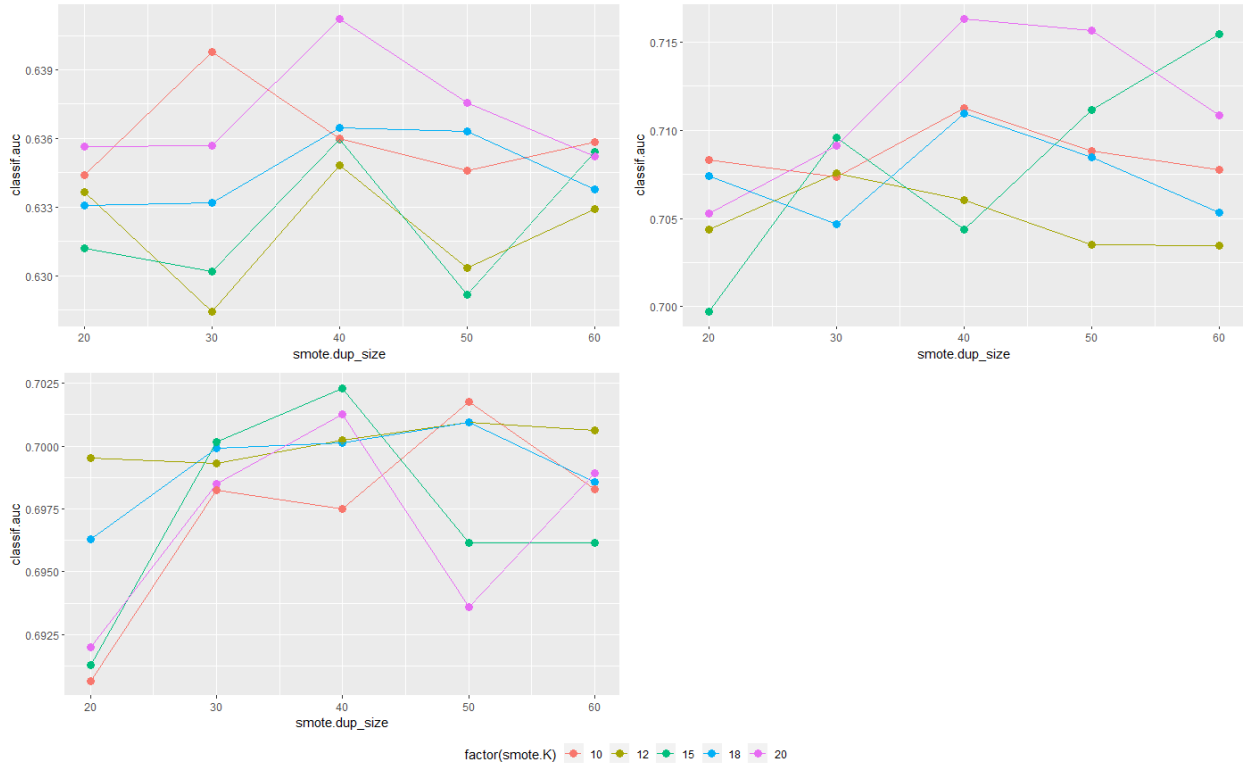 classif.auc
0.639
0.636
0.633
0.630
20 30 40 50 60
smote.dup_size
classif.auc
0.715
0.710
0.705
0.700
20 30 40 50 60
smote.dup_size
classif.auc
0.7025
0.7000
0.6975
0.6950
0.6925
20 30 40 50 60
smote.dup_size
factor(smote.K) 10 12 15 18 20